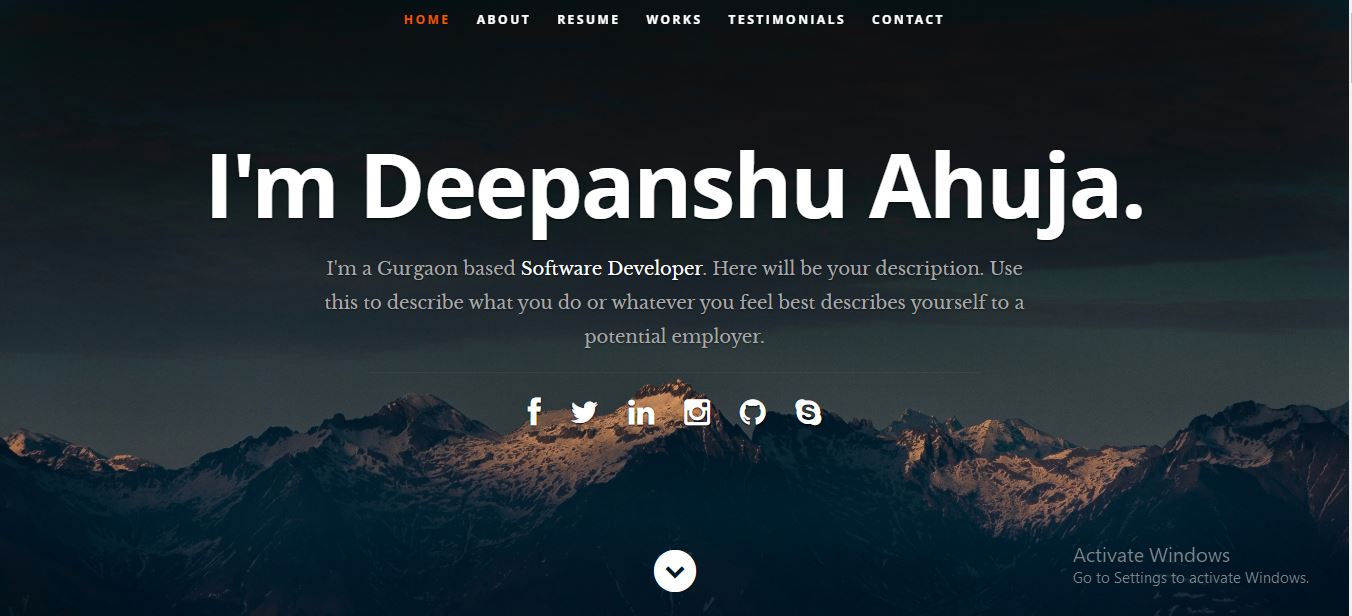 HOME ABOUT RESUME WORKS TESTIMONIALS CONTACT
I'm Deepanshu Ahuja.
I'm a Gurgaon based Software Developer. Here will be your description. Use
this to describe what you do or whatever you feel best describes yourself to a
potential employer.
Activate Windows
Go to Settings to activate Windows.